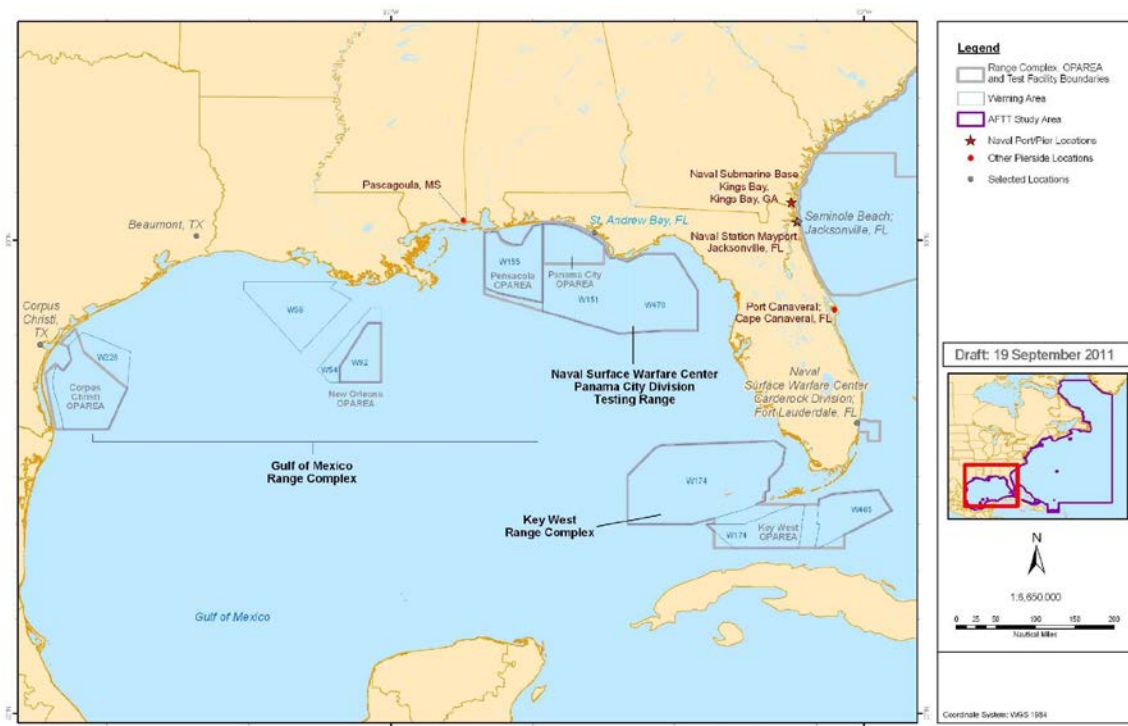 Pascagoula, MS
Naval Submarine Base
Kings Bay,
Kings Bay, GA
Beaumont, TX
St. Andrew Bay, FL
Seminole Beach;
Jacksonville, FL
Naval Station Mayport,
Jacksonville, FL
W155
Pensacola
OPAREA
Panama City
OPAREA
W151
W470
Corpus
Christi,
TX
Port Canaveral;
Cape Canaveral, FL
W92
W54
W228
Corpus
Christi
OPAREA
New Orleans
OPAREA
Naval Surface Warfare Center
Panama City Division
Testing Range
Naval
Surface Warfare Center
Carderock Division;
Fort Lauderdale, FL
Gulf of Mexico
Range Complex
W174
Key West
Range Complex
W174
Key West
OPAREA
W465
Gulf of Mexico
Legend
Range Complex, OPAREA
and Test Facility Boundaries
Warning Area
AFTT Study Area
Naval Port/Pier Locations
Other Pierside Locations
Selected Locations
Draft: 19 September 2011
N
1:6,650,000
0 25 50 100 150 200
Nautical Miles
Coordinate System: WGS 1984